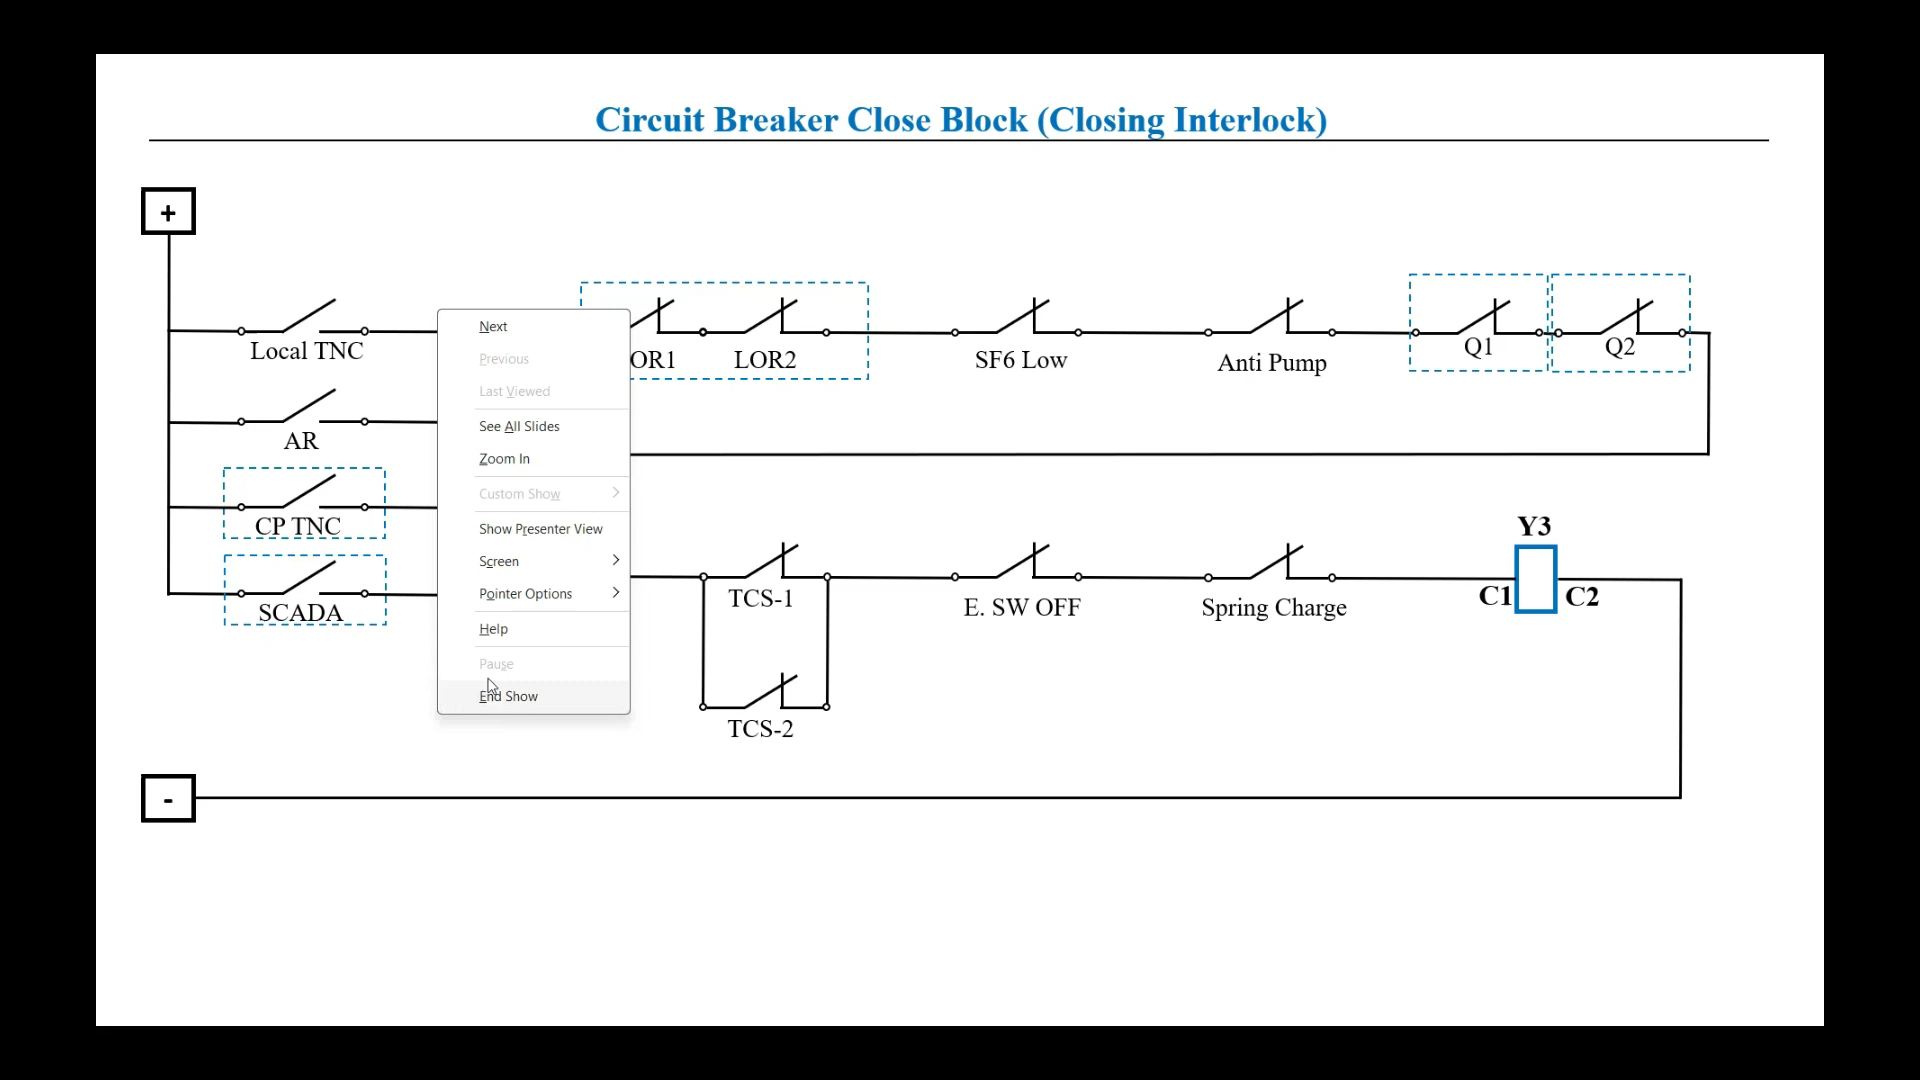 Circuit Breaker Close Block (Closing Interlock)
+
Local TNC
OR1
LOR2
SF6 Low
Anti Pump
Q1
Q2
AR
CP TNC
SCADA
Next
Previous
Last Viewed
See All Slides
Zoom In
Custom Show
Show Presenter View
Screen
Pointer Options
Help
Pause
End Show
TCS-1
TCS-2
E. SW OFF
Spring Charge
Y3
C1
C2
-